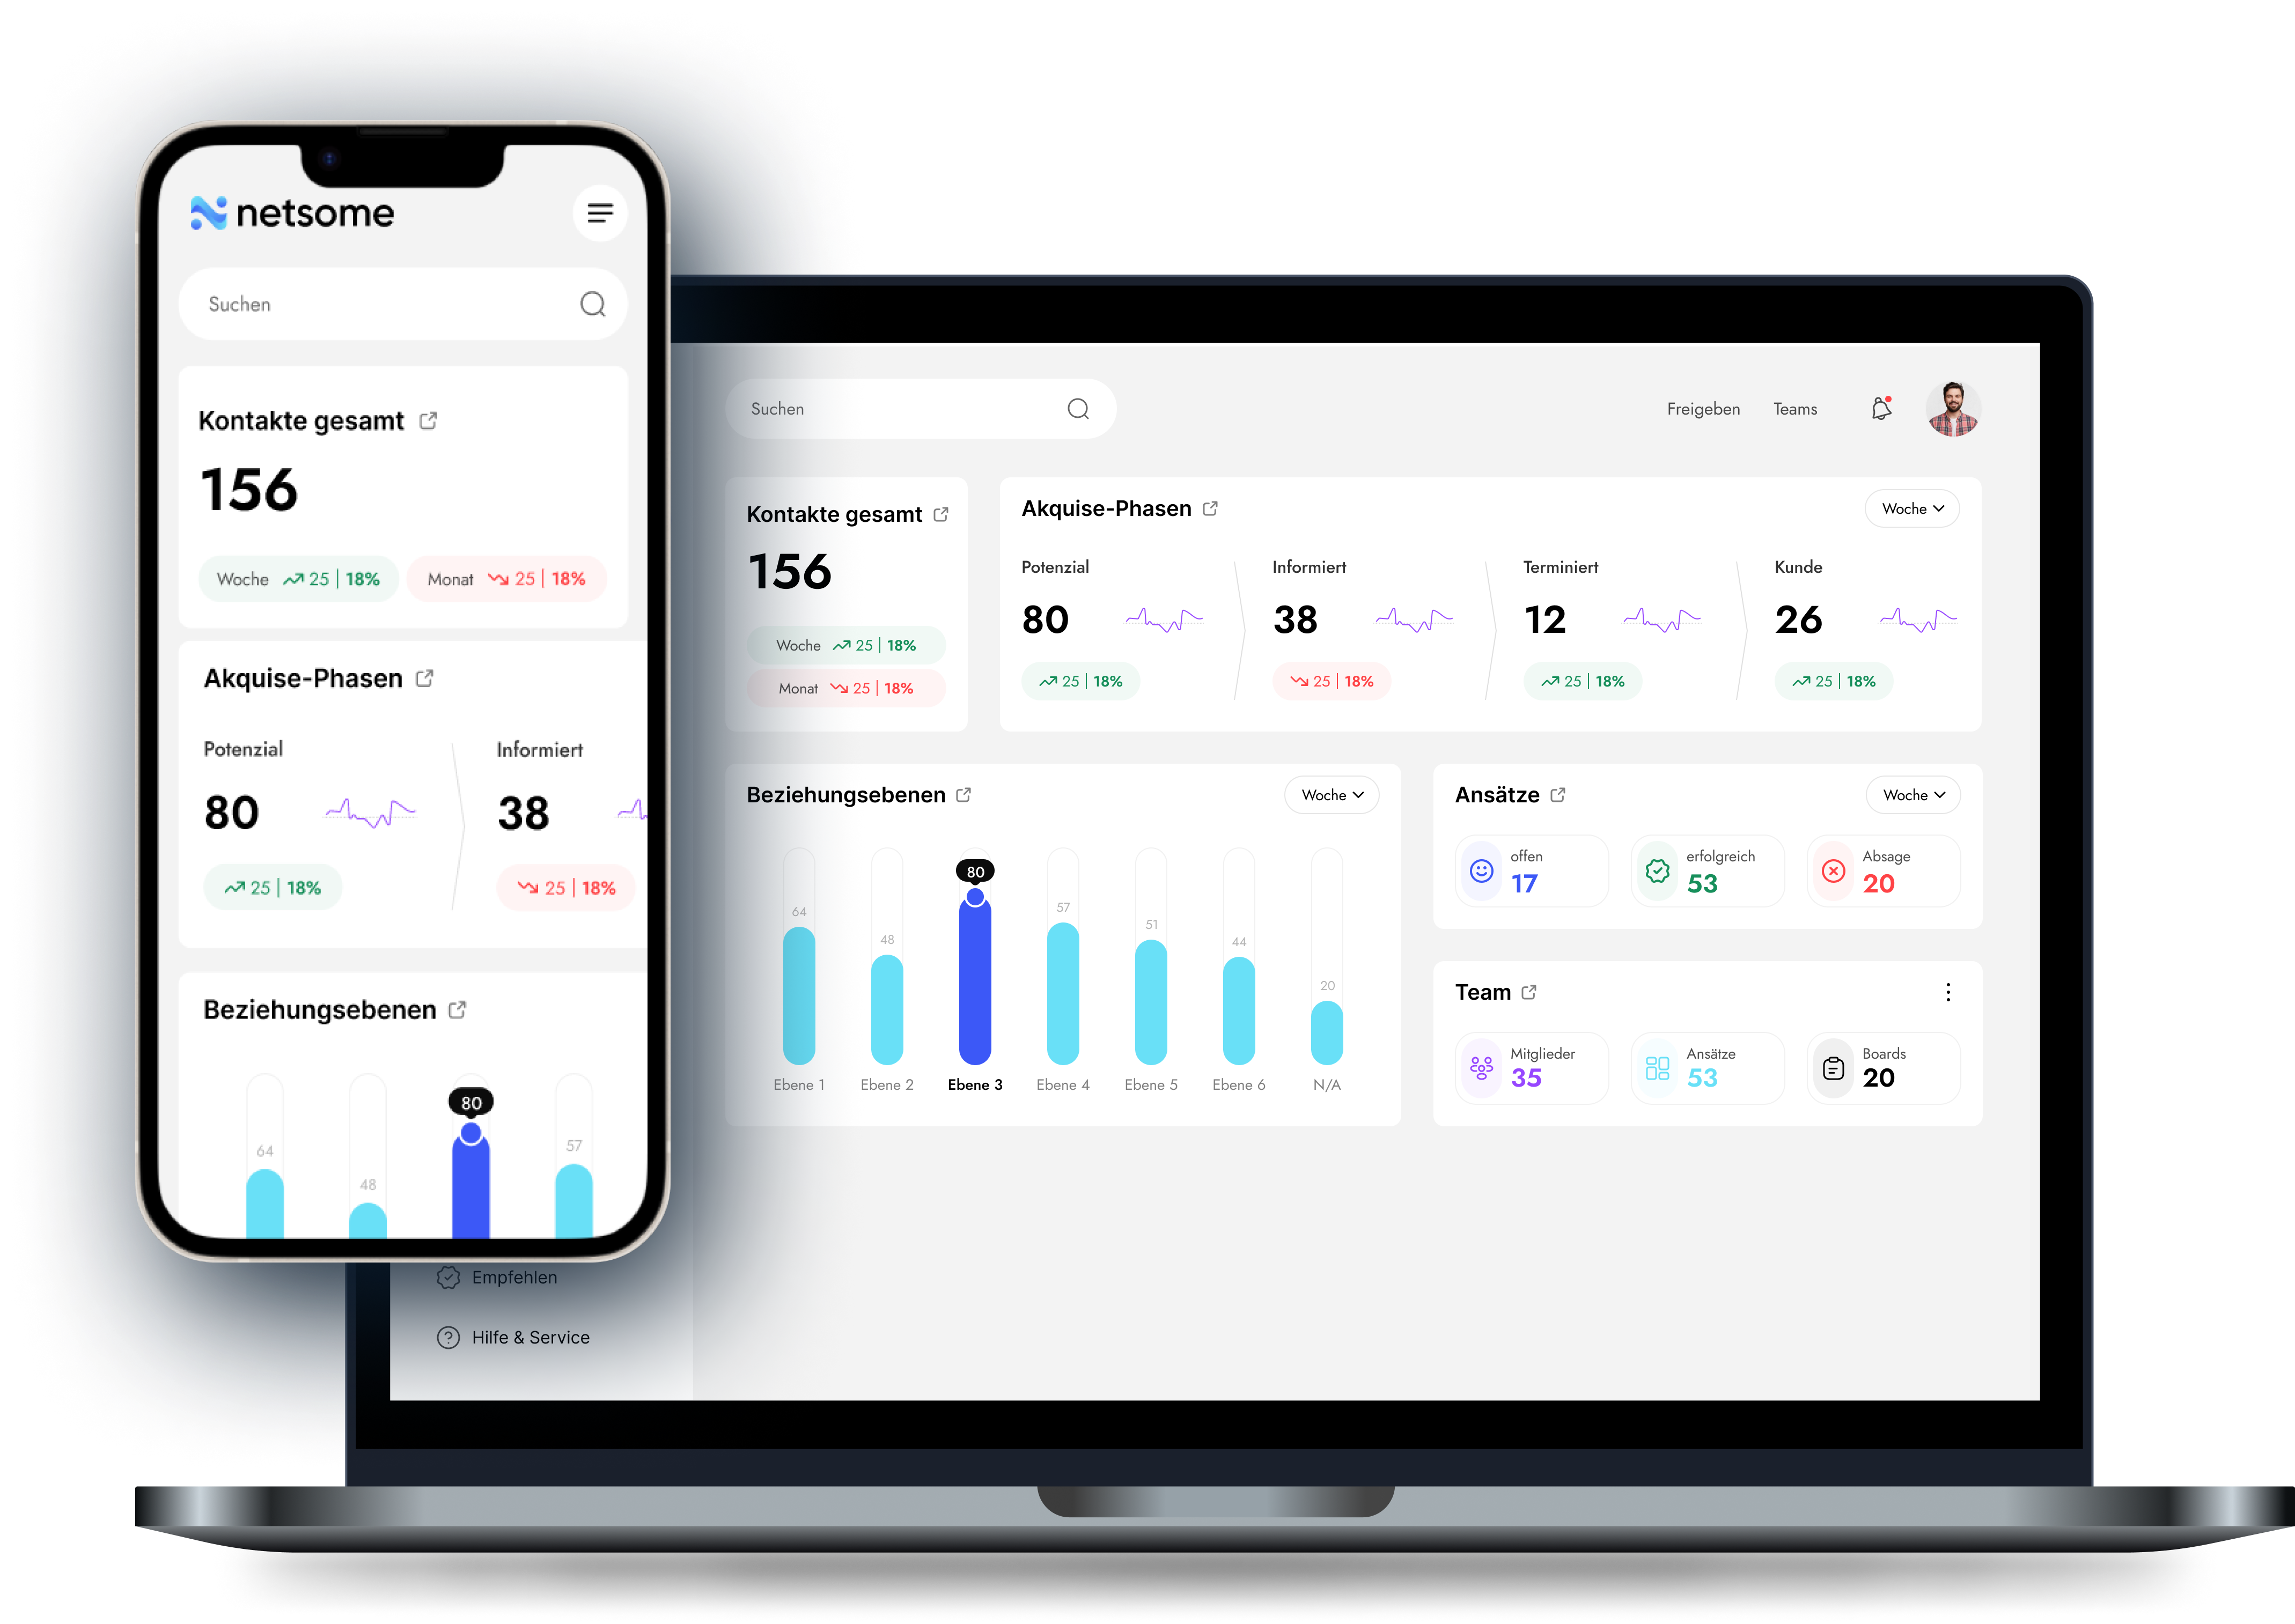 netsome
Suchen
Kontakte gesamt
156
Woche 25 | 18%
Monat 25 | 18%
Akquise-Phasen
Potenzial
Informiert
80
38
25 | 18%
25 | 18%
Beziehungsebenen
64
48
80
57
Suchen
Freigeben
Teams
Kontakte gesamt
156
Woche 25 | 18%
Monat 25 | 18%
Akquise-Phasen
Woche
Potenzial
Informiert
Terminiert
Kunde
80
38
12
26
25 | 18%
25 | 18%
25 | 18%
25 | 18%
Beziehungsebenen
Woche
64
48
80
57
51
44
20
Ebene 1
Ebene 2
Ebene 3
Ebene 4
Ebene 5
Ebene 6
N/A
Ansätze
Woche
offen
17
erfolgreich
53
Absage
20
Team
Mitglieder
35
Ansätze
53
Boards
20
Empfehlen
Hilfe & Service